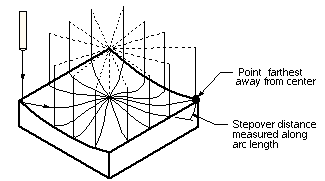 Point farthest
away from center
Stepover distance
measured along
arc length